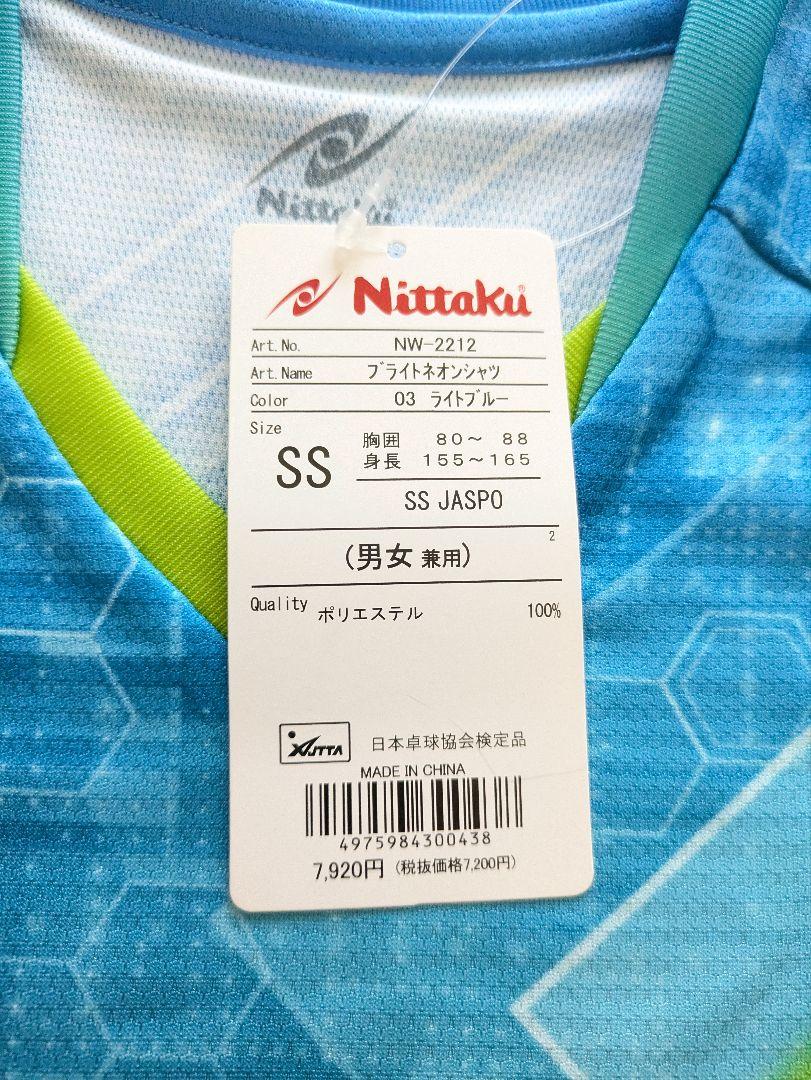 Nittaku
Nittaku
Art.No. NW-2212
Art.Name ブライトネオンシャツ
Color 03 ライトブルー
Size
SS
胸囲 80〜 88
身長 155〜165
SS JASPO
2
(男女 兼用)
Quality ポリエステル 100%
JTTA 日本卓球協会検定品
MADE IN CHINA
4975984300438
7,920円 (税抜価格7,200円)